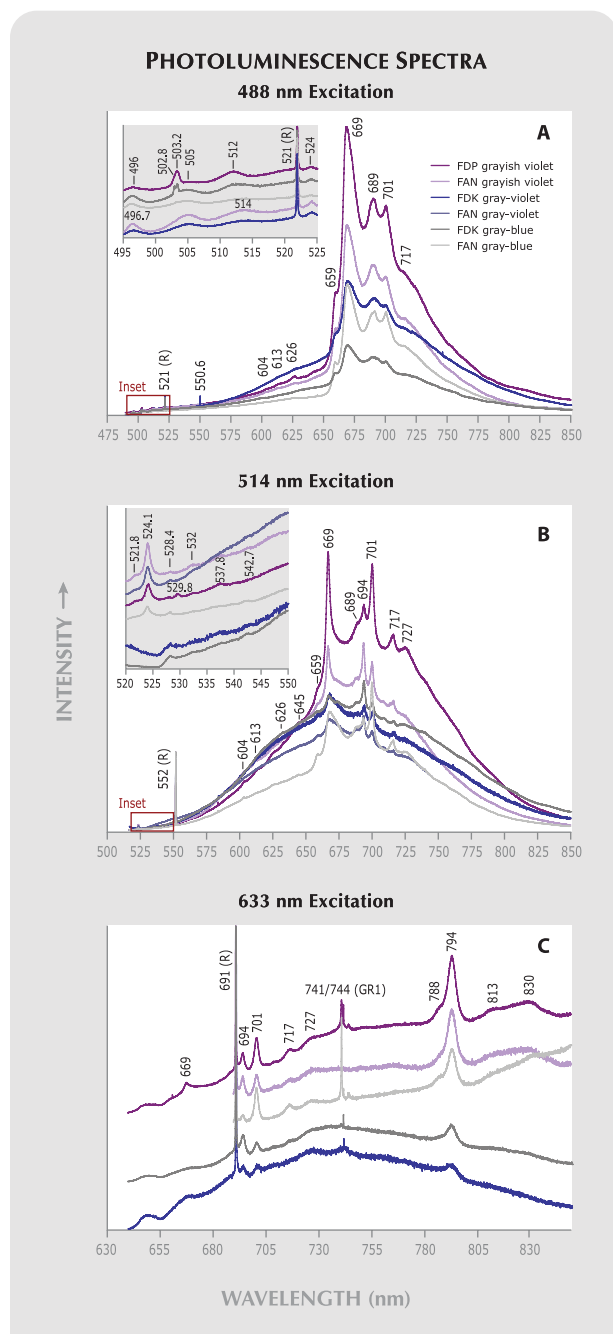 PHOTOLUMINESCENCE SPECTRA
488 nm Excitation
A
669
689
701
717
659
626
613
604
550.6
521 (R)
Inset
496
502.8
503.2
505
512
521 (R)
524
496.7
514
495 500 505 510 515 520 525
FDP grayish violet
FAN grayish violet
FDK gray-violet
FAN gray-violet
FDK gray-blue
FAN gray-blue
475 500 525 550 575 600 625 650 675 700 725 750 775 800 825 850
514 nm Excitation
B
521.8
524.1
528.4
532
529.8
537.8
542.7
520 525 530 535 540 545 550
669
689
694
701
717
727
659
645
626
613
604
552 (R)
Inset
500 525 550 575 600 625 650 675 700 725 750 775 800 825 850
INTENSITY →
633 nm Excitation
C
669
691 (R)
694
701
717
727
741/744 (GR1)
788
794
813
830
630 655 680 705 730 755 780 805 830
WAVELENGTH (nm)